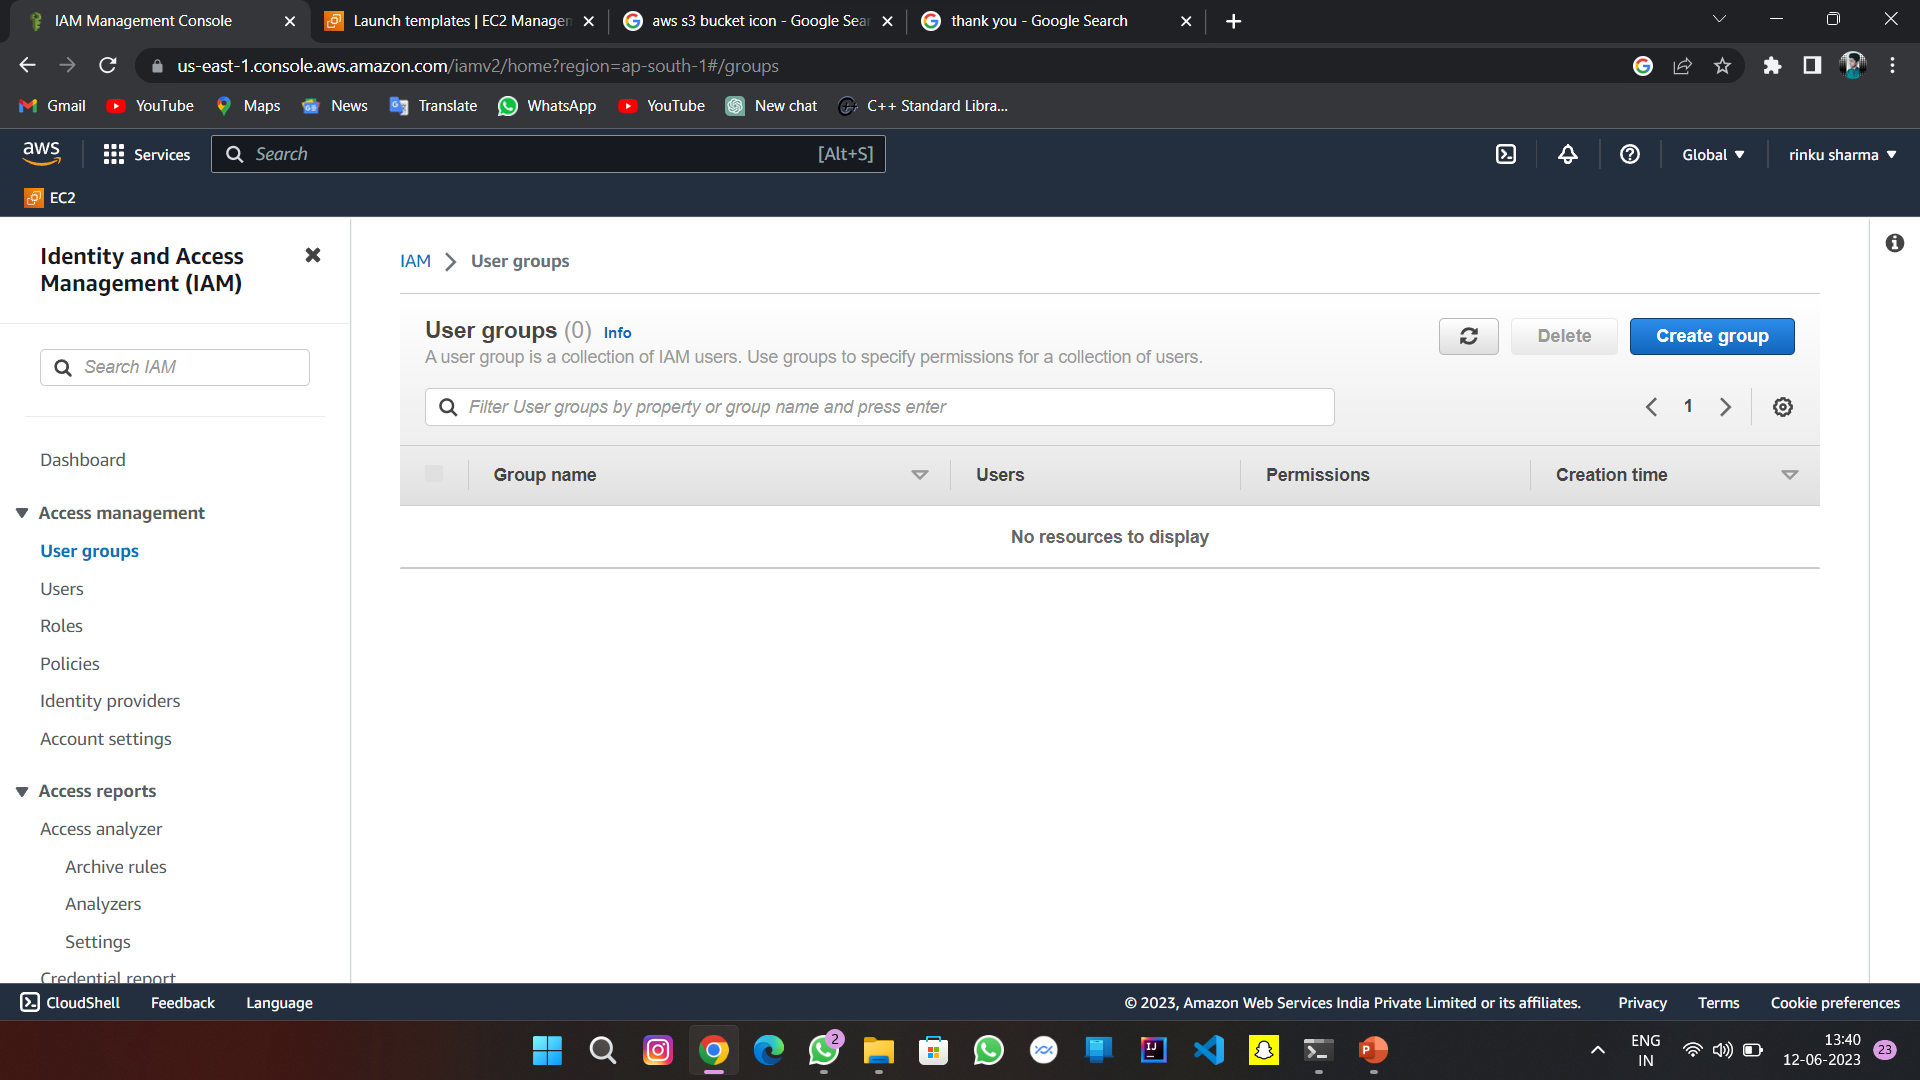 IAM Management Console
Launch templates | EC2 Managen
aws s3 bucket icon - Google Sear
thank you - Google Search
us-east-1.console.aws.amazon.com/iamv2/home?region=ap-south-1#/groups
Gmail
YouTube
Maps
News
Translate
WhatsApp
YouTube
New chat
C++ Standard Libra...
aws
Services
Search
[Alt+S]
Global
rinku sharma
EC2
Identity and Access
Management (IAM)
Search IAM
Dashboard
Access management
User groups
Users
Roles
Policies
Identity providers
Account settings
Access reports
Access analyzer
Archive rules
Analyzers
Settings
Credential report
IAM > User groups
User groups (0) Info
A user group is a collection of IAM users. Use groups to specify permissions for a collection of users.
Delete
Create group
Filter User groups by property or group name and press enter
1
Group name
Users
Permissions
Creation time
No resources to display
CloudShell
Feedback
Language
© 2023, Amazon Web Services India Private Limited or its affiliates.
Privacy
Terms
Cookie preferences
2
ENG
IN
13:40
12-06-2023
23